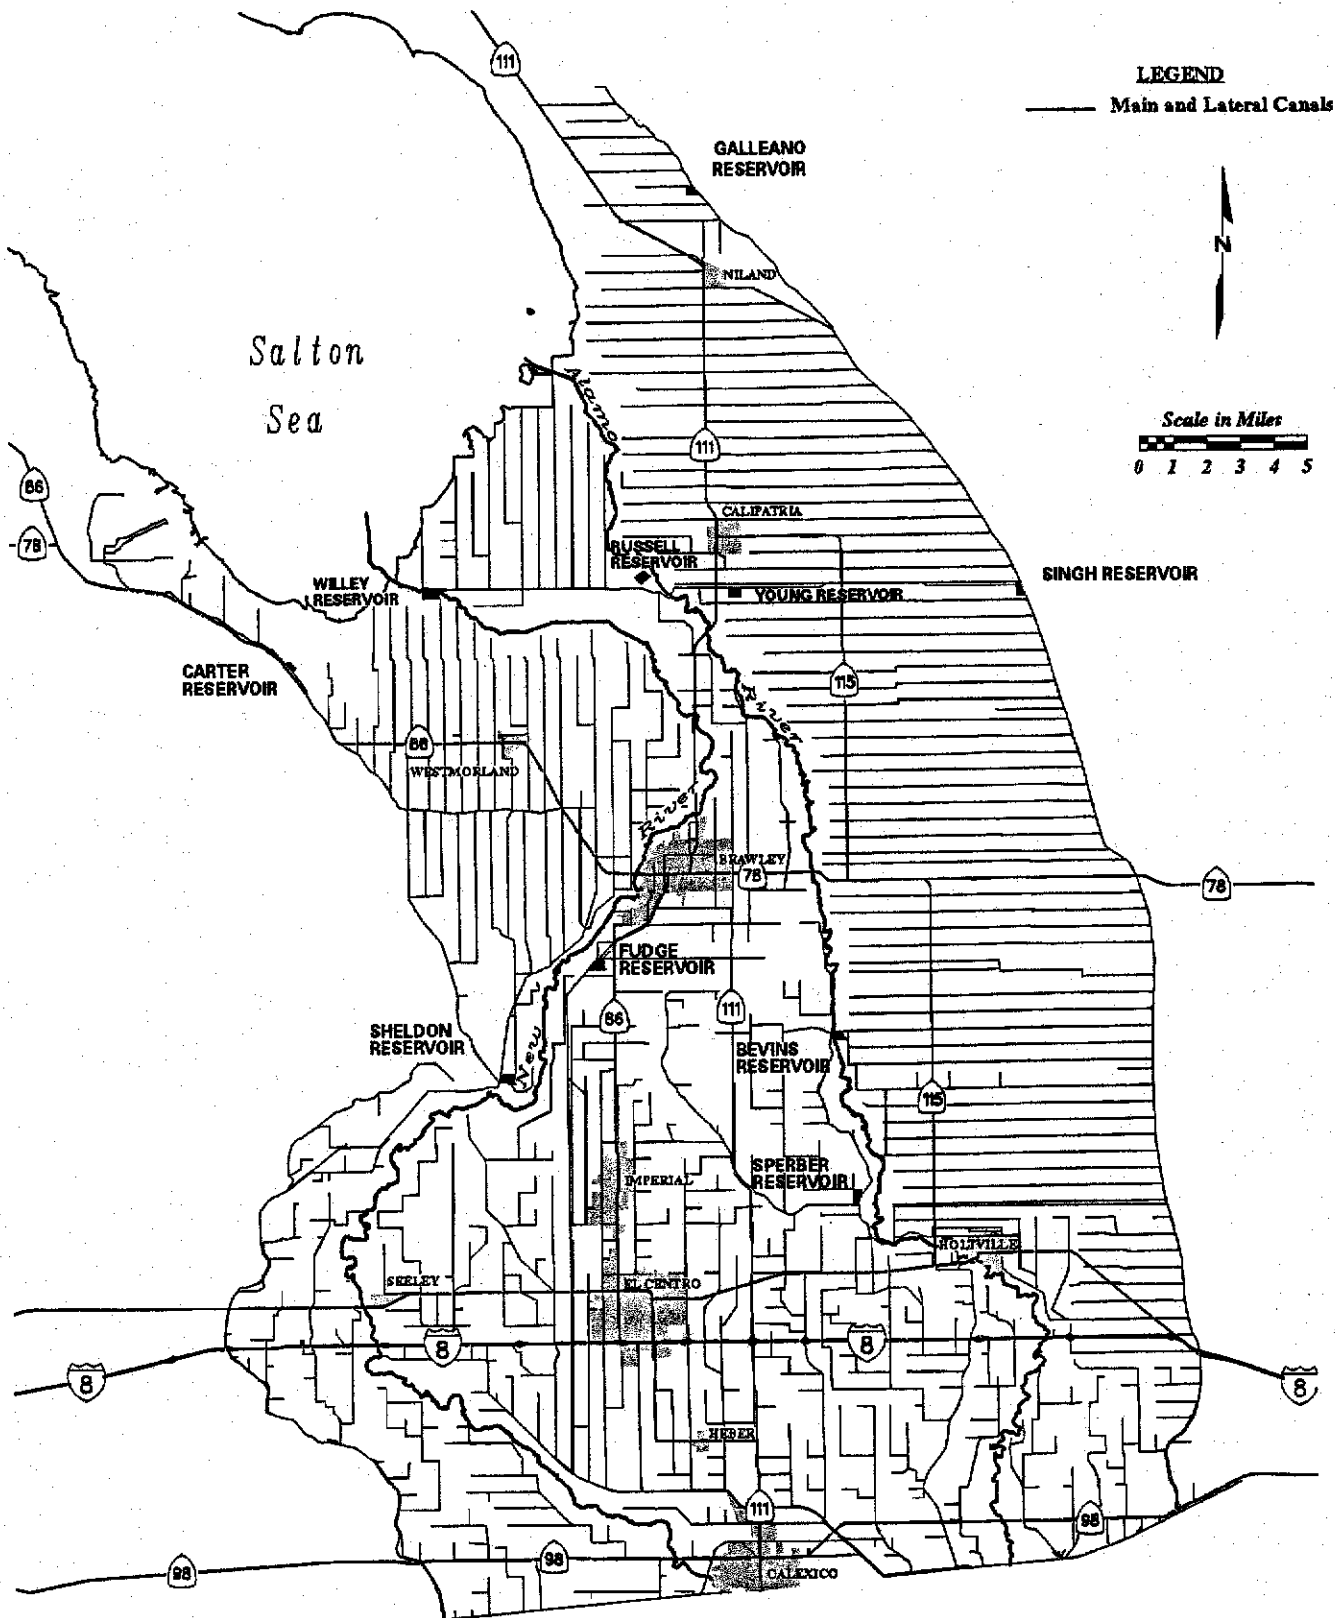 111
LEGEND
Main and Lateral Canals
GALLEANO
RESERVOIR
N
NILAND
Salton
Sea
Alamo
Scale in Miles
0 1 2 3 4 5
111
86
78
CALIPATRIA
RUSSELL
RESERVOIR
SINGH RESERVOIR
WILLEY
RESERVOIR
YOUNG RESERVOIR
CARTER
RESERVOIR
115
River
86
WESTMORLAND
River
BRAWLEY
78
78
FUDGE
RESERVOIR
86
111
SHELDON
RESERVOIR
New
BEVINS
RESERVOIR
115
SPERBER
RESERVOIR
IMPERIAL
HOLTVILLE
SEELEY
EL CENTRO
8
8
8
8
HEBER
111
98
98
98
CALEXICO